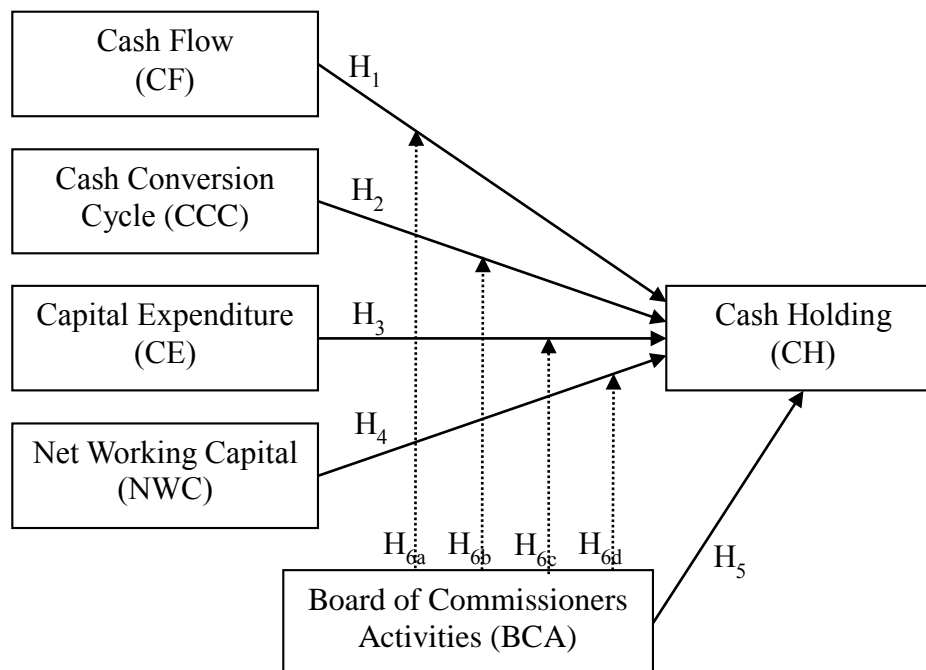 Cash Flow
(CF)
H1
Cash Conversion
Cycle (CCC)
H2
Capital Expenditure
(CE)
H3
Cash Holding
(CH)
Net Working Capital
(NWC)
H4
H6a
H6b
H6c
H6d
H5
Board of Commissioners
Activities (BCA)